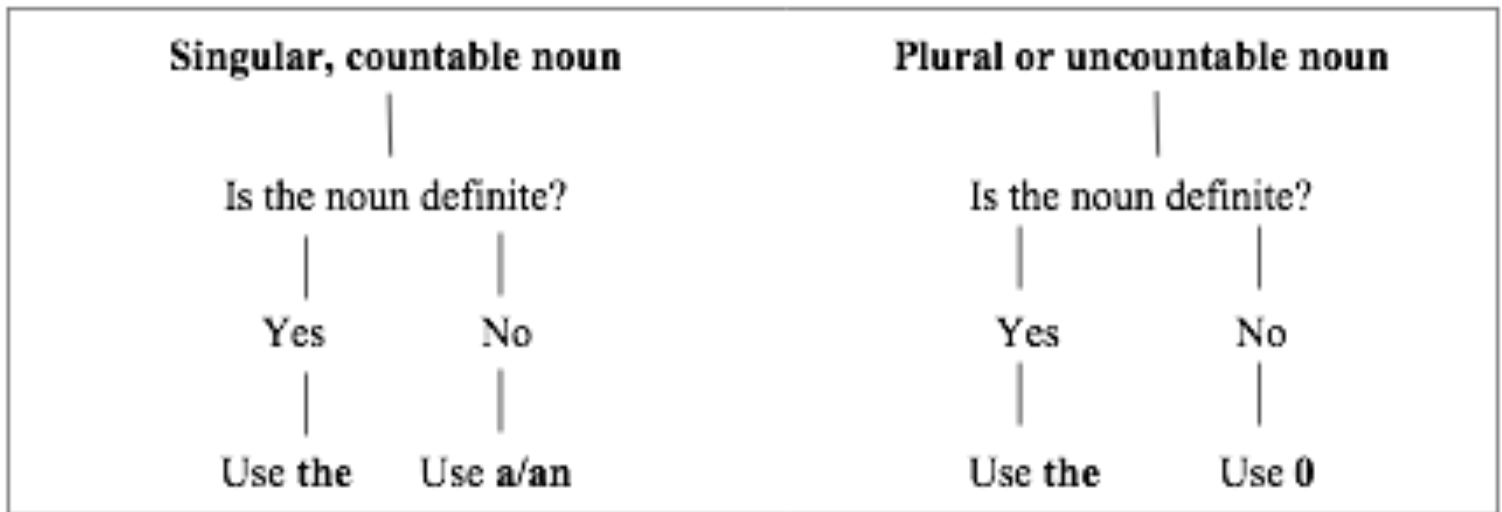 Singular, countable noun
Plural or uncountable noun
Is the noun definite?
Is the noun definite?
Yes
No
Yes
No
Use the
Use a/an
Use the
Use 0